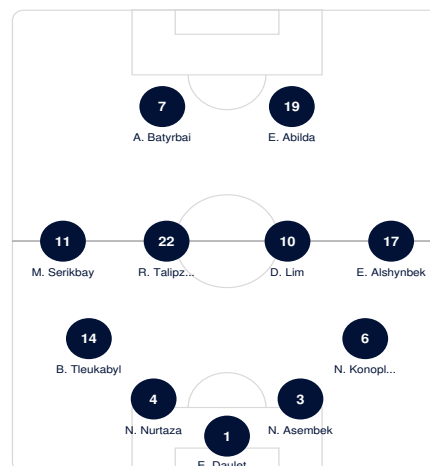 7 19
A. Batyrbai E. Abilda
11 22 10 17
M. Serikbay R. Talipz... D. Lim E. Alshynbek
14 6
B. Tleukabyl N. Konopl...
4 3
N. Nurtaza N. Asembek
1
E. Daulet